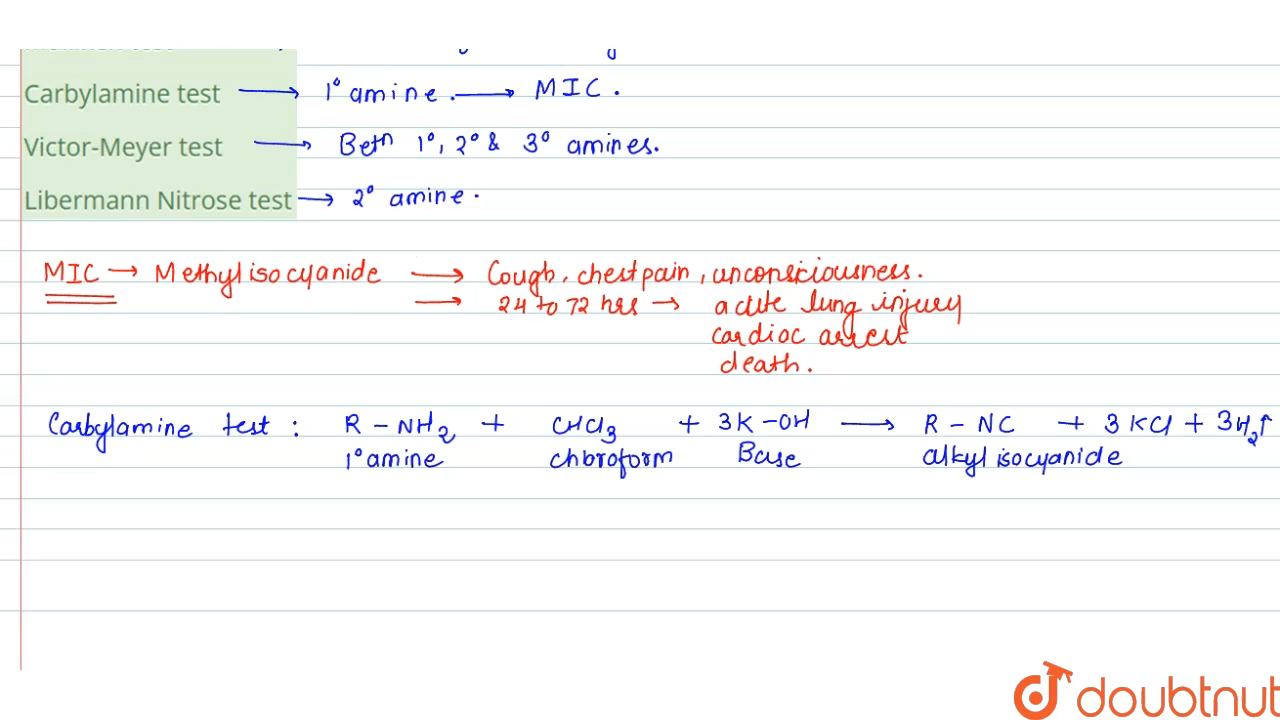 Carbylamine test → 1° amine. → MIC.
Victor-Meyer test → Betn 1°, 2° & 3° amines.
Libermann Nitrose test → 2° amine.
MIC → Methyl isocyanide → Cough, chest pain, unconsciousness.
→ 24 to 72 hrs → acute lung injury
cardioc arrest
death.
Carbylamine test : R - NH2 + CHCl3 + 3K-OH → R - NC + 3KCl + 3H2↑
1° amine chloroform Base alkyl isocyanide
doubtnut